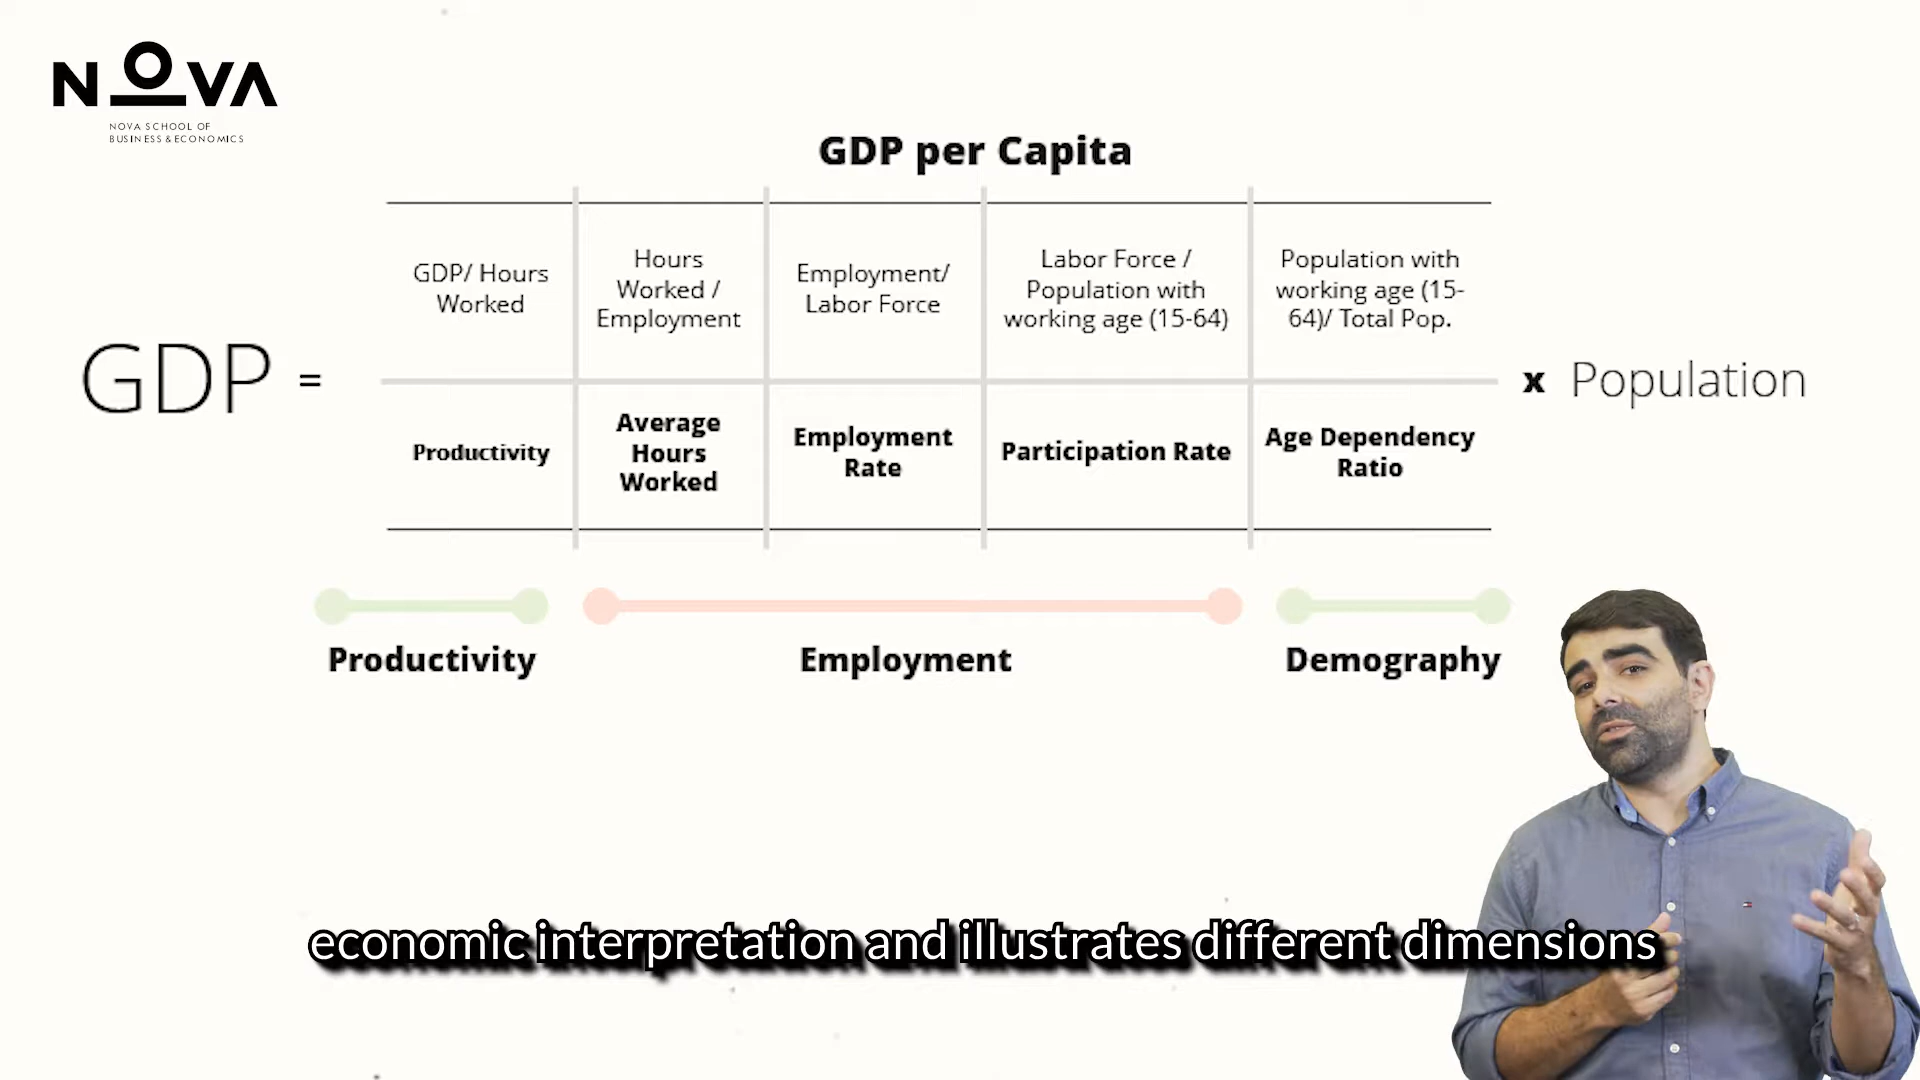 NOVA
NOVA SCHOOL OF
BUSINESS & ECONOMICS
GDP per Capita
GDP =
GDP/ Hours
Worked
Hours
Worked /
Employment
Employment/
Labor Force
Labor Force /
Population with
working age (15-64)
Population with
working age (15-
64)/ Total Pop.
Productivity
Average
Hours
Worked
Employment
Rate
Participation Rate
Age Dependency
Ratio
x Population
Productivity
Employment
Demography
economic interpretation and illustrates different dimensions